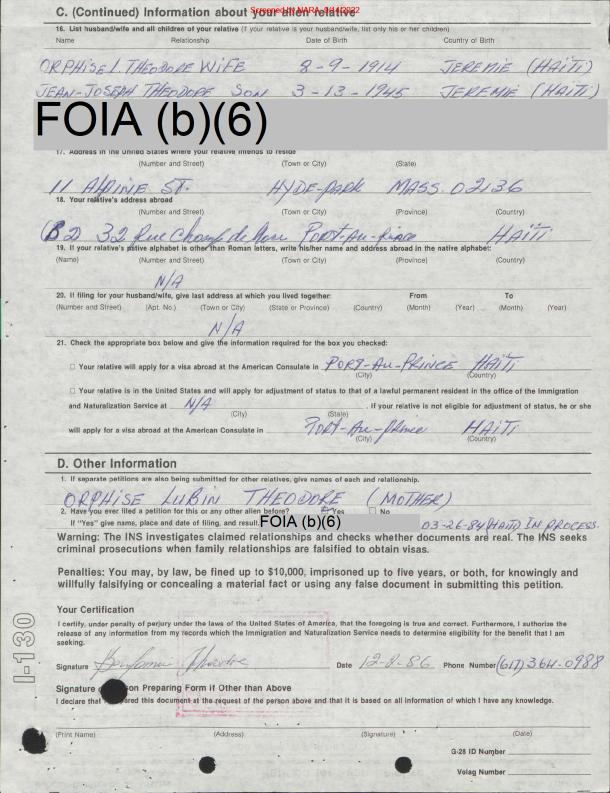 C. (Continued) Information about your alien relative
16. List husband/wife and all children of your relative (if your relative is your husband/wife, list only his or her children)
Name Relationship Date of Birth Country of Birth
ORPHISE L. THEODORE WIFE 8-9-1914 JEREMIE (HAITI)
JEAN-JOSEPH THEODORE SON 3-13-1945 JEREMIE (HAITI)
FOIA (b)(6)
17. Address in the United States where your relative intends to reside
(Number and Street) (Town or City) (State)
11 ALPINE ST. HYDE-PARK MASS. 02136
18. Your relative's address abroad
(Number and Street) (Town or City) (Province) (Country)
32 Rue Champ de Mars PORT-AU-Prince HAITI
19. If your relative's native alphabet is other than Roman letters, write his/her name and address abroad in the native alphabet:
(Name) (Number and Street) (Town or City) (Province) (Country)
N/A
20. If filing for your husband/wife, give last address at which you lived together: From To
(Number and Street) (Apt. No.) (Town or City) (State or Province) (Country) (Month) (Year) (Month) (Year)
N/A
21. Check the appropriate box below and give the information required for the box you checked:
☐ Your relative will apply for a visa abroad at the American Consulate in PORT-AU-PRINCE HAITI
(City) (Country)
☐ Your relative is in the United States and will apply for adjustment of status to that of a lawful permanent resident in the office of the Immigration
and Naturalization Service at N/A . If your relative is not eligible for adjustment of status, he or she
(City) (State)
will apply for a visa abroad at the American Consulate in PORT-AU-prince HAITI
(City) (Country)
D. Other Information
1. If separate petitions are also being submitted for other relatives, give names of each and relationship.
ORPHISE LUBIN THEODORE (MOTHER)
2. Have you ever filed a petition for this or any other alien before? Yes ☐ No
If "Yes" give name, place and date of filing, and result. FOIA (b)(6) 03-26-84 (HAITI) IN PROCESS.
Warning: The INS investigates claimed relationships and checks whether documents are real. The INS seeks
criminal prosecutions when family relationships are falsified to obtain visas.
Penalties: You may, by law, be fined up to $10,000, imprisoned up to five years, or both, for knowingly and
willfully falsifying or concealing a material fact or using any false document in submitting this petition.
Your Certification
I certify, under penalty of perjury under the laws of the United States of America, that the foregoing is true and correct. Furthermore, I authorize the
release of any information from my records which the Immigration and Naturalization Service needs to determine eligibility for the benefit that I am
seeking.
Signature Theodore Date 12-8-86 Phone Number (617) 364-0988
Signature of Person Preparing Form if Other than Above
I declare that I prepared this document at the request of the person above and that it is based on all information of which I have any knowledge.
(Print Name) (Address) (Signature) (Date)
G-28 ID Number
Volag Number
I-130